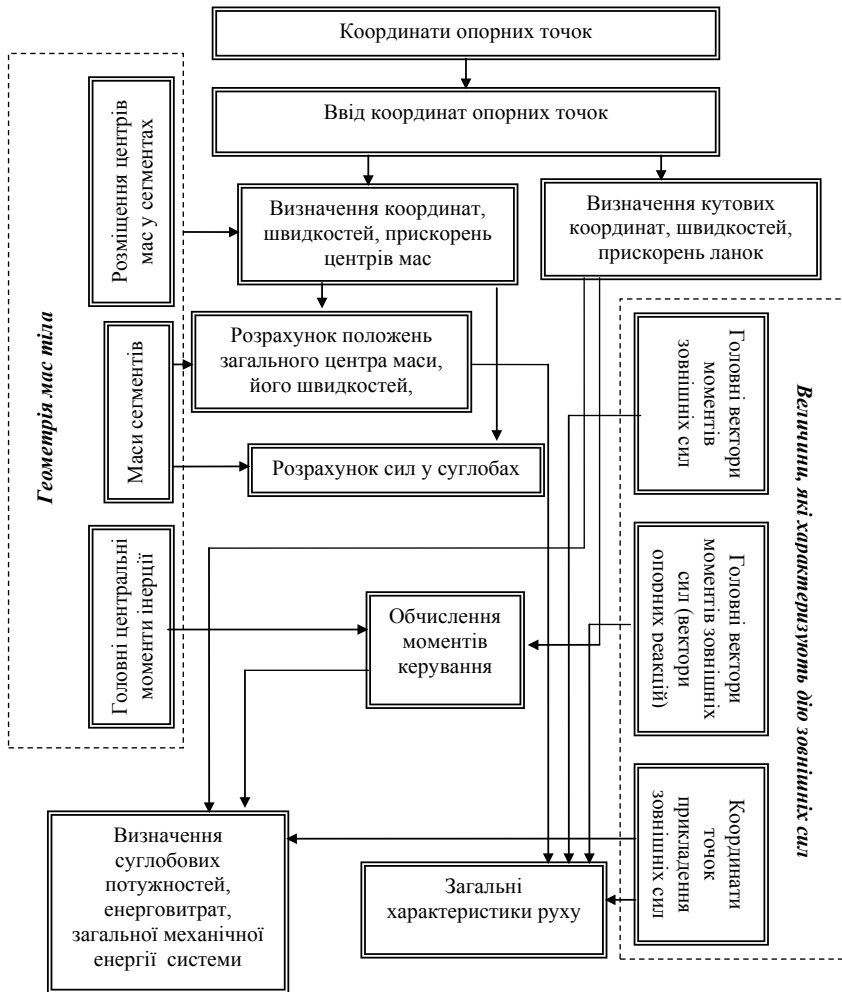 Координати опорних точок
Ввід координат опорних точок
Геометрія мас тіла
Розміщення центрів
мас у сегментах
Визначення координат,
швидкостей, прискорень
центрів мас
Визначення кутових
координат, швидкостей,
прискорень ланок
Маси сегментів
Розрахунок положень
загального центра маси,
його швидкостей,
Розрахунок сил у суглобах
Головні вектори
моментів
зовнішніх сил
Величини, які характеризують дію зовнішніх сил
Головні центральні
моменти інерції
Обчислення
моментів
керування
Головні вектори
моментів зовнішніх
сил (вектори
опорних реакцій)
Визначення
суглобових
потужностей,
енерговитрат,
загальної механічної
енергії системи
Загальні
характеристики руху
Координати
точок
прикладення
зовнішніх сил